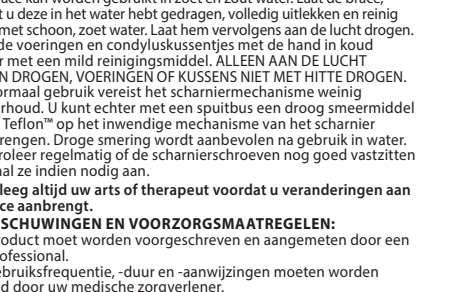 ace kan worden gebruikt in zoet en zout water. Laat de brace,
t u deze in het water hebt gedragen, volledig uitlekken en reinig
met schoon, zoet water. Laat hem vervolgens aan de lucht drogen.
de voeringen en condyluskussentjes met de hand in koud
r met een mild reinigingsmiddel. ALLEEN AAN DE LUCHT
N DROGEN, VOERINGEN OF KUSSENS NIET MET HITTE DROGEN.
ormaal gebruik vereist het scharniermechanisme weinig
rhoud. U kunt echter met een spuitbus een droog smeermiddel
Teflon™ op het inwendige mechanisme van het scharnier
rengen. Droge smering wordt aanbevolen na gebruik in water.
roleer regelmatig of de scharnierschroeven nog goed vastzitten
aal ze indien nodig aan.
leeg altijd uw arts of therapeut voordat u veranderingen aan
ce aanbrengt.
SCHUWINGEN EN VOORZORGSMAATREGELEN:
roduct moet worden voorgeschreven en aangemeten door een
ofessional.
ebruiksfrequentie, -duur en -aanwijzingen moeten worden
d door uw medische zorgverlener.